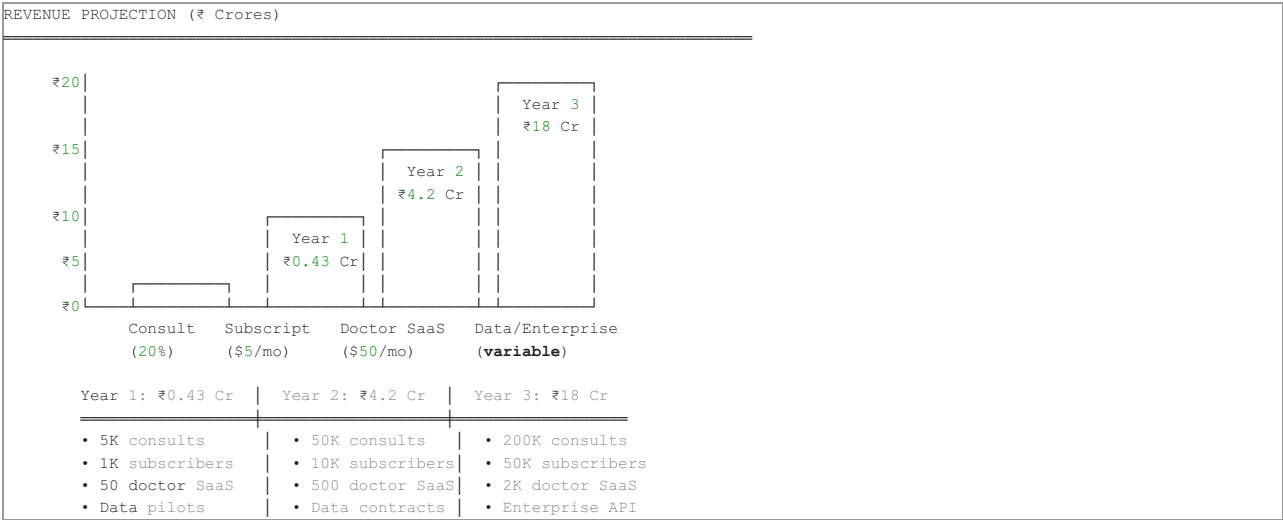 REVENUE PROJECTION (₹ Crores)
₹20
Year 3
₹18 Cr
₹15
Year 2
₹4.2 Cr
₹10
Year 1
₹5
₹0.43 Cr
₹0
Consult Subscript Doctor SaaS Data/Enterprise
(20%) ($5/mo) ($50/mo) (variable)
Year 1: ₹0.43 Cr Year 2: ₹4.2 Cr Year 3: ₹18 Cr
• 5K consults • 50K consults • 200K consults
• 1K subscribers • 10K subscribers • 50K subscribers
• 50 doctor SaaS • 500 doctor SaaS • 2K doctor SaaS
• Data pilots • Data contracts • Enterprise API